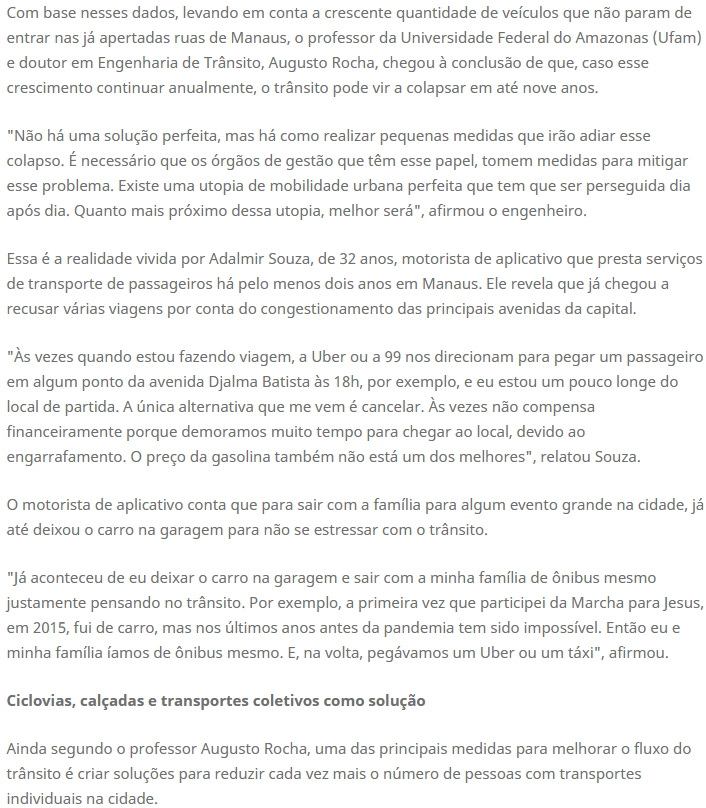 Com base nesses dados, levando em conta a crescente quantidade de veículos que não param de
entrar nas já apertadas ruas de Manaus, o professor da Universidade Federal do Amazonas (Ufam)
e doutor em Engenharia de Trânsito, Augusto Rocha, chegou à conclusão de que, caso esse
crescimento continuar anualmente, o trânsito pode vir a colapsar em até nove anos.
"Não há uma solução perfeita, mas há como realizar pequenas medidas que irão adiar esse
colapso. É necessário que os órgãos de gestão que têm esse papel, tomem medidas para mitigar
esse problema. Existe uma utopia de mobilidade urbana perfeita que tem que ser perseguida dia
após dia. Quanto mais próximo dessa utopia, melhor será", afirmou o engenheiro.
Essa é a realidade vivida por Adalmir Souza, de 32 anos, motorista de aplicativo que presta serviços
de transporte de passageiros há pelo menos dois anos em Manaus. Ele revela que já chegou a
recusar várias viagens por conta do congestionamento das principais avenidas da capital.
"Às vezes quando estou fazendo viagem, a Uber ou a 99 nos direcionam para pegar um passageiro
em algum ponto da avenida Djalma Batista às 18h, por exemplo, e eu estou um pouco longe do
local de partida. A única alternativa que me vem é cancelar. Às vezes não compensa
financeiramente porque demoramos muito tempo para chegar ao local, devido ao
engarrafamento. O preço da gasolina também não está um dos melhores", relatou Souza.
O motorista de aplicativo conta que para sair com a família para algum evento grande na cidade, já
até deixou o carro na garagem para não se estressar com o trânsito.
"Já aconteceu de eu deixar o carro na garagem e sair com a minha família de ônibus mesmo
justamente pensando no trânsito. Por exemplo, a primeira vez que participei da Marcha para Jesus,
em 2015, fui de carro, mas nos últimos anos antes da pandemia tem sido impossível. Então eu e
minha família íamos de ônibus mesmo. E, na volta, pegávamos um Uber ou um táxi", afirmou.
Ciclovias, calçadas e transportes coletivos como solução
Ainda segundo o professor Augusto Rocha, uma das principais medidas para melhorar o fluxo do
trânsito é criar soluções para reduzir cada vez mais o número de pessoas com transportes
individuais na cidade.